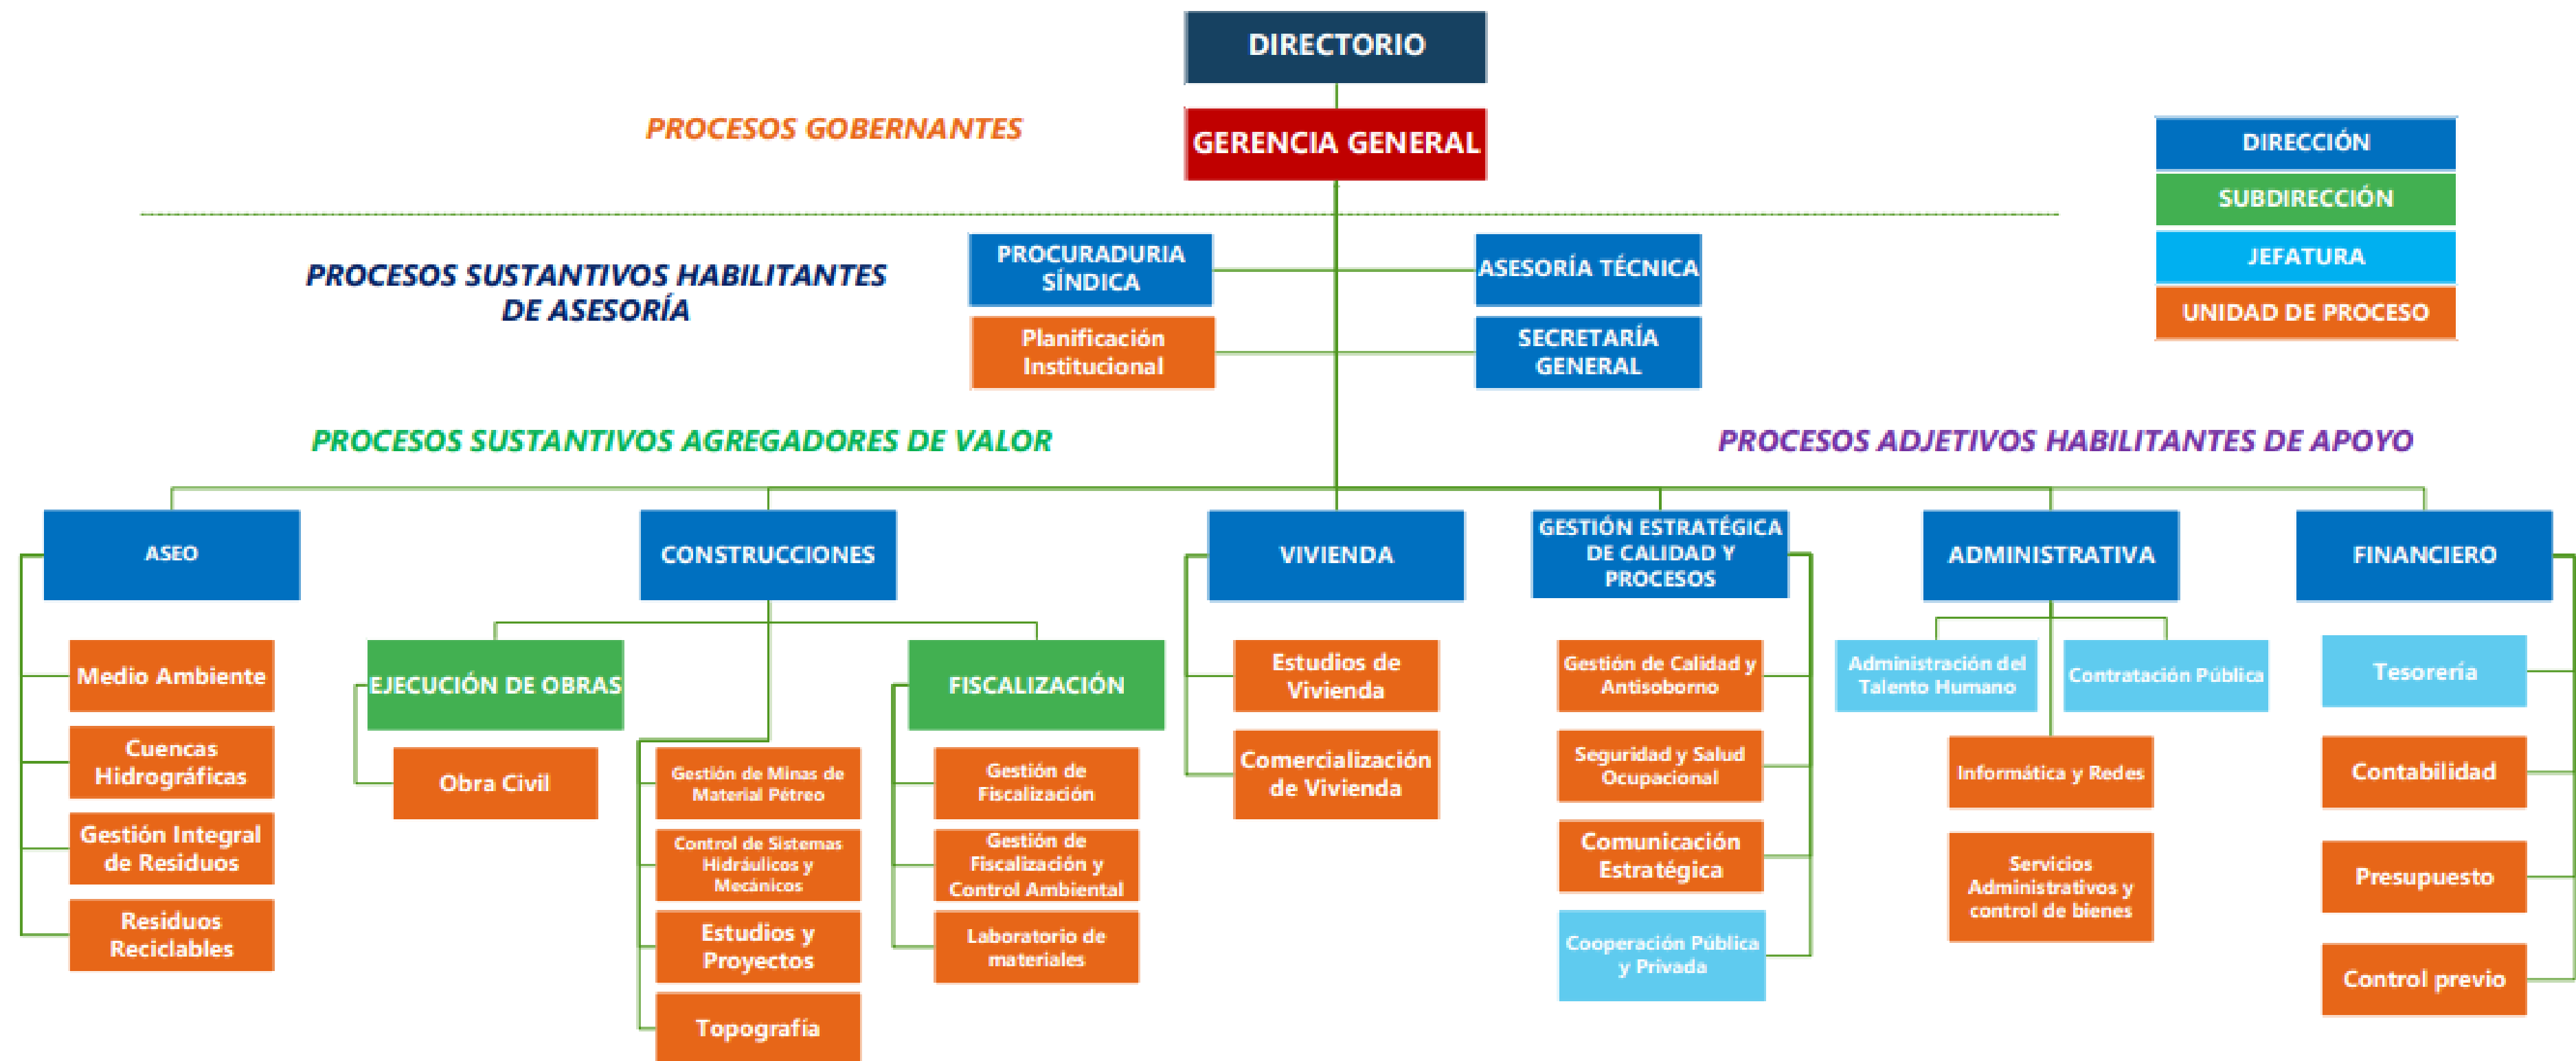 DIRECTORIO
PROCESOS GOBERNANTES
GERENCIA GENERAL
DIRECCIÓN
SUBDIRECCIÓN
JEFATURA
UNIDAD DE PROCESO
PROCESOS SUSTANTIVOS HABILITANTES
DE ASESORÍA
PROCURADURIA
SÍNDICA
ASESORÍA TÉCNICA
Planificación
Institucional
SECRETARÍA
GENERAL
PROCESOS SUSTANTIVOS AGREGADORES DE VALOR
PROCESOS ADJETIVOS HABILITANTES DE APOYO
ASEO
Medio Ambiente
Cuencas
Hidrográficas
Gestión Integral
de Residuos
Residuos
Reciclables
CONSTRUCCIONES
EJECUCIÓN DE OBRAS
Obra Civil
Gestión de Minas de
Material Pétreo
Control de Sistemas
Hidráulicos y
Mecánicos
Estudios y
Proyectos
Topografía
FISCALIZACIÓN
Gestión de
Fiscalización
Gestión de
Fiscalización y
Control Ambiental
Laboratorio de
materiales
VIVIENDA
Estudios de
Vivienda
Comercialización
de Vivienda
GESTIÓN ESTRATÉGICA
DE CALIDAD Y
PROCESOS
Gestión de Calidad y
Antisoborno
Seguridad y Salud
Ocupacional
Comunicación
Estratégica
Cooperación Pública
y Privada
ADMINISTRATIVA
Administración del
Talento Humano
Contratación Pública
Informática y Redes
Servicios
Administrativos y
control de bienes
FINANCIERO
Tesorería
Contabilidad
Presupuesto
Control previo